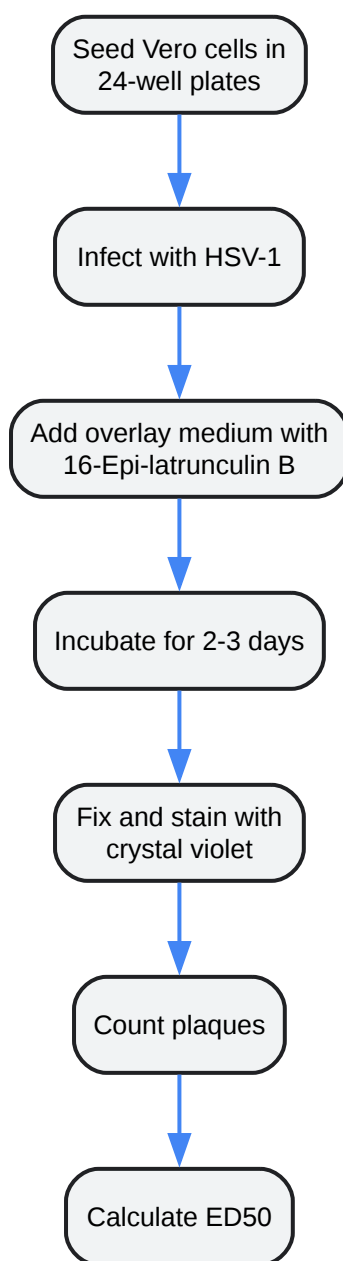 Seed Vero cells in
24-well plates
Infect with HSV-1
Add overlay medium with
16-Epi-latrunculin B
Incubate for 2-3 days
Fix and stain with
crystal violet
Count plaques
Calculate ED50